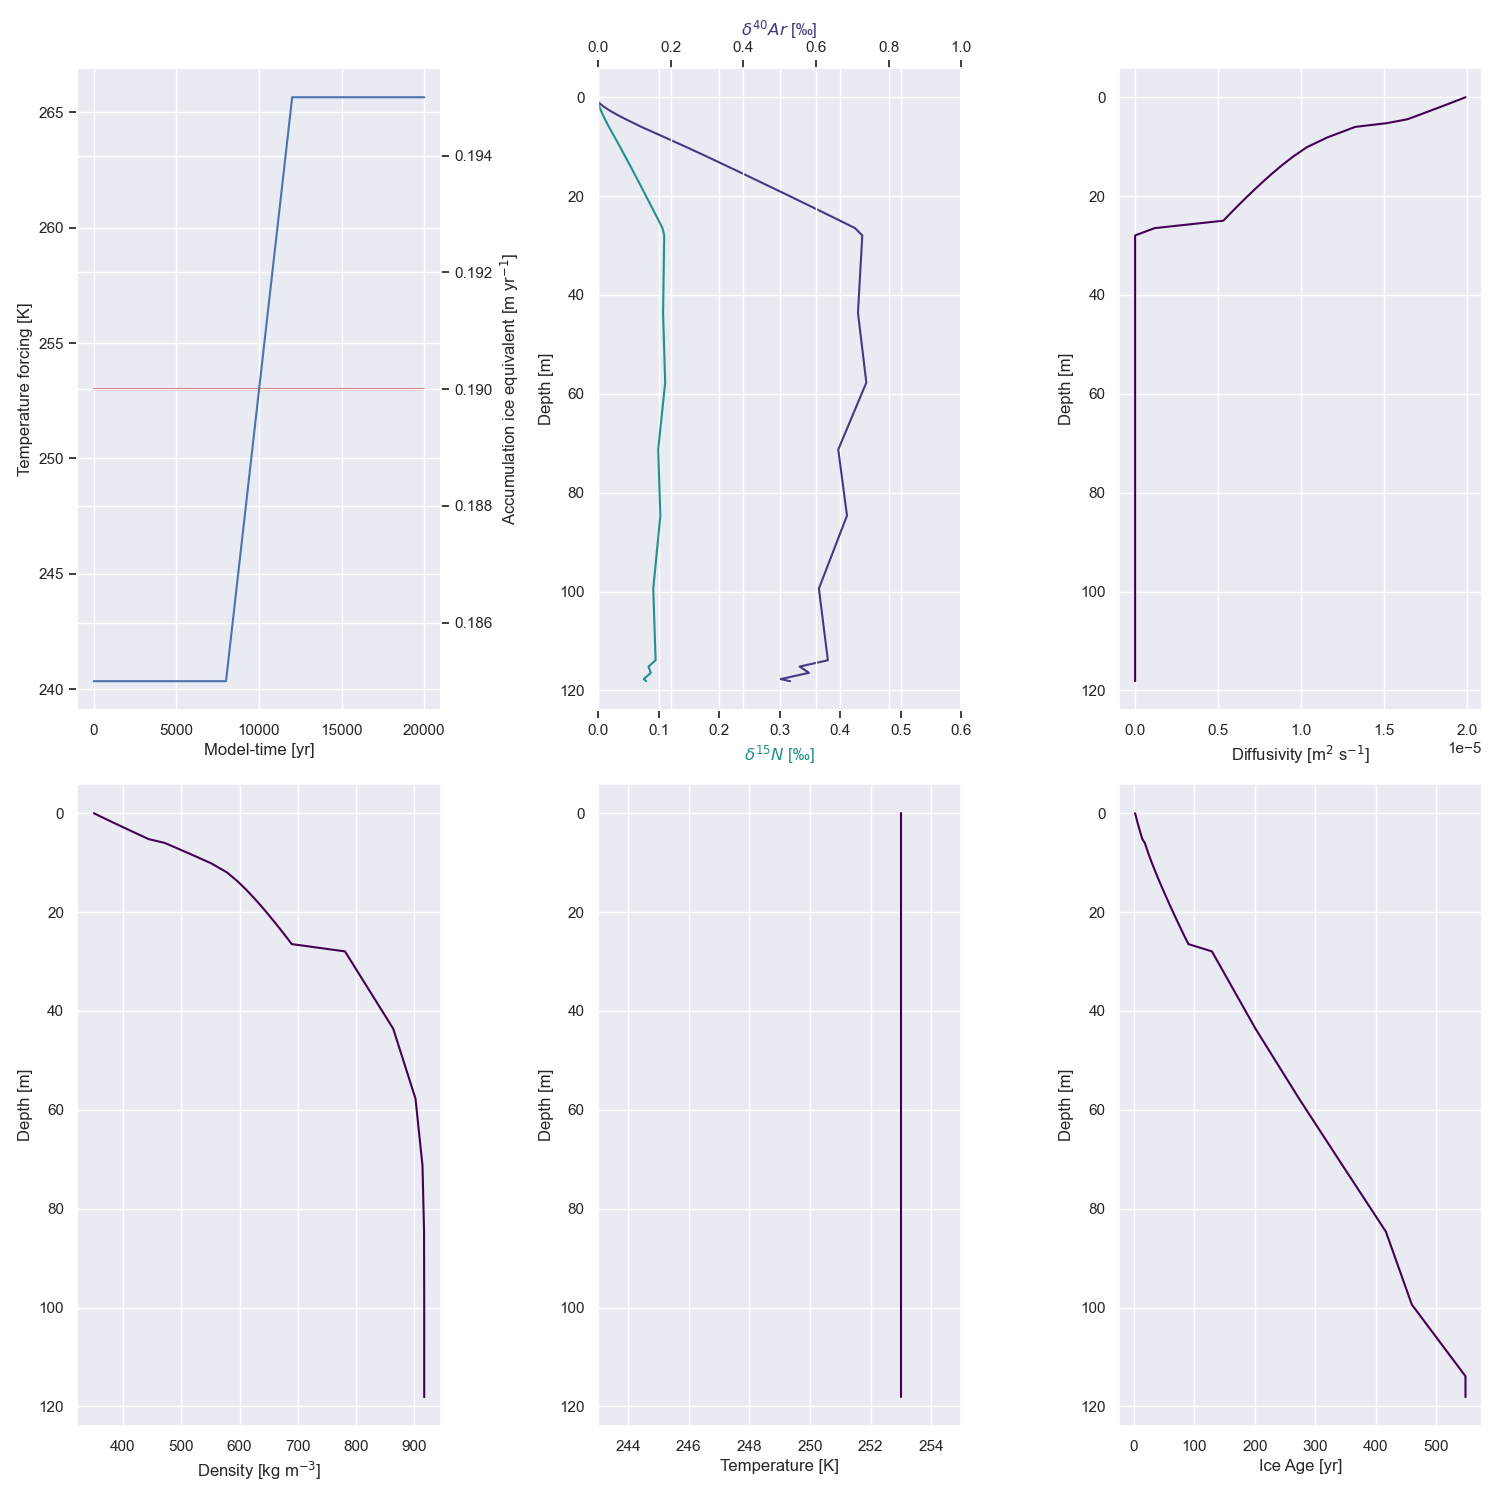 δ⁴⁰Ar [‰]
0.0 0.2 0.4 0.6 0.8 1.0
265
260
255
250
245
240
Temperature forcing [K]
0.194
0.192
0.190
0.188
0.186
Accumulation ice equivalent [m yr⁻¹]
0 5000 10000 15000 20000
Model-time [yr]
0
20
40
60
80
100
120
Depth [m]
0.0 0.1 0.2 0.3 0.4 0.5 0.6
δ¹⁵N [‰]
0
20
40
60
80
100
120
Depth [m]
0.0 0.5 1.0 1.5 2.0
1e−5
Diffusivity [m² s⁻¹]
0
20
40
60
80
100
120
Depth [m]
400 500 600 700 800 900
Density [kg m⁻³]
0
20
40
60
80
100
120
Depth [m]
244 246 248 250 252 254
Temperature [K]
0
20
40
60
80
100
120
Depth [m]
0 100 200 300 400 500
Ice Age [yr]